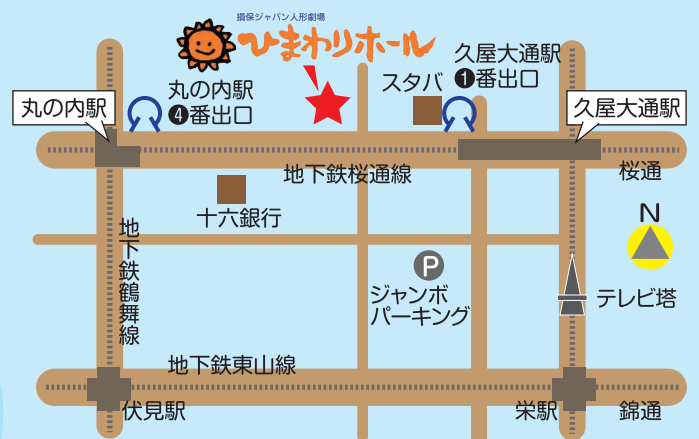 損保ジャパン人形劇場
ひまわりホール
久屋大通駅
❶番出口
スタバ
丸の内駅
❹番出口
丸の内駅
久屋大通駅
地下鉄桜通線
桜通
十六銀行
N
地下鉄鶴舞線
P
ジャンボ
パーキング
テレビ塔
地下鉄東山線
伏見駅
栄駅
錦通